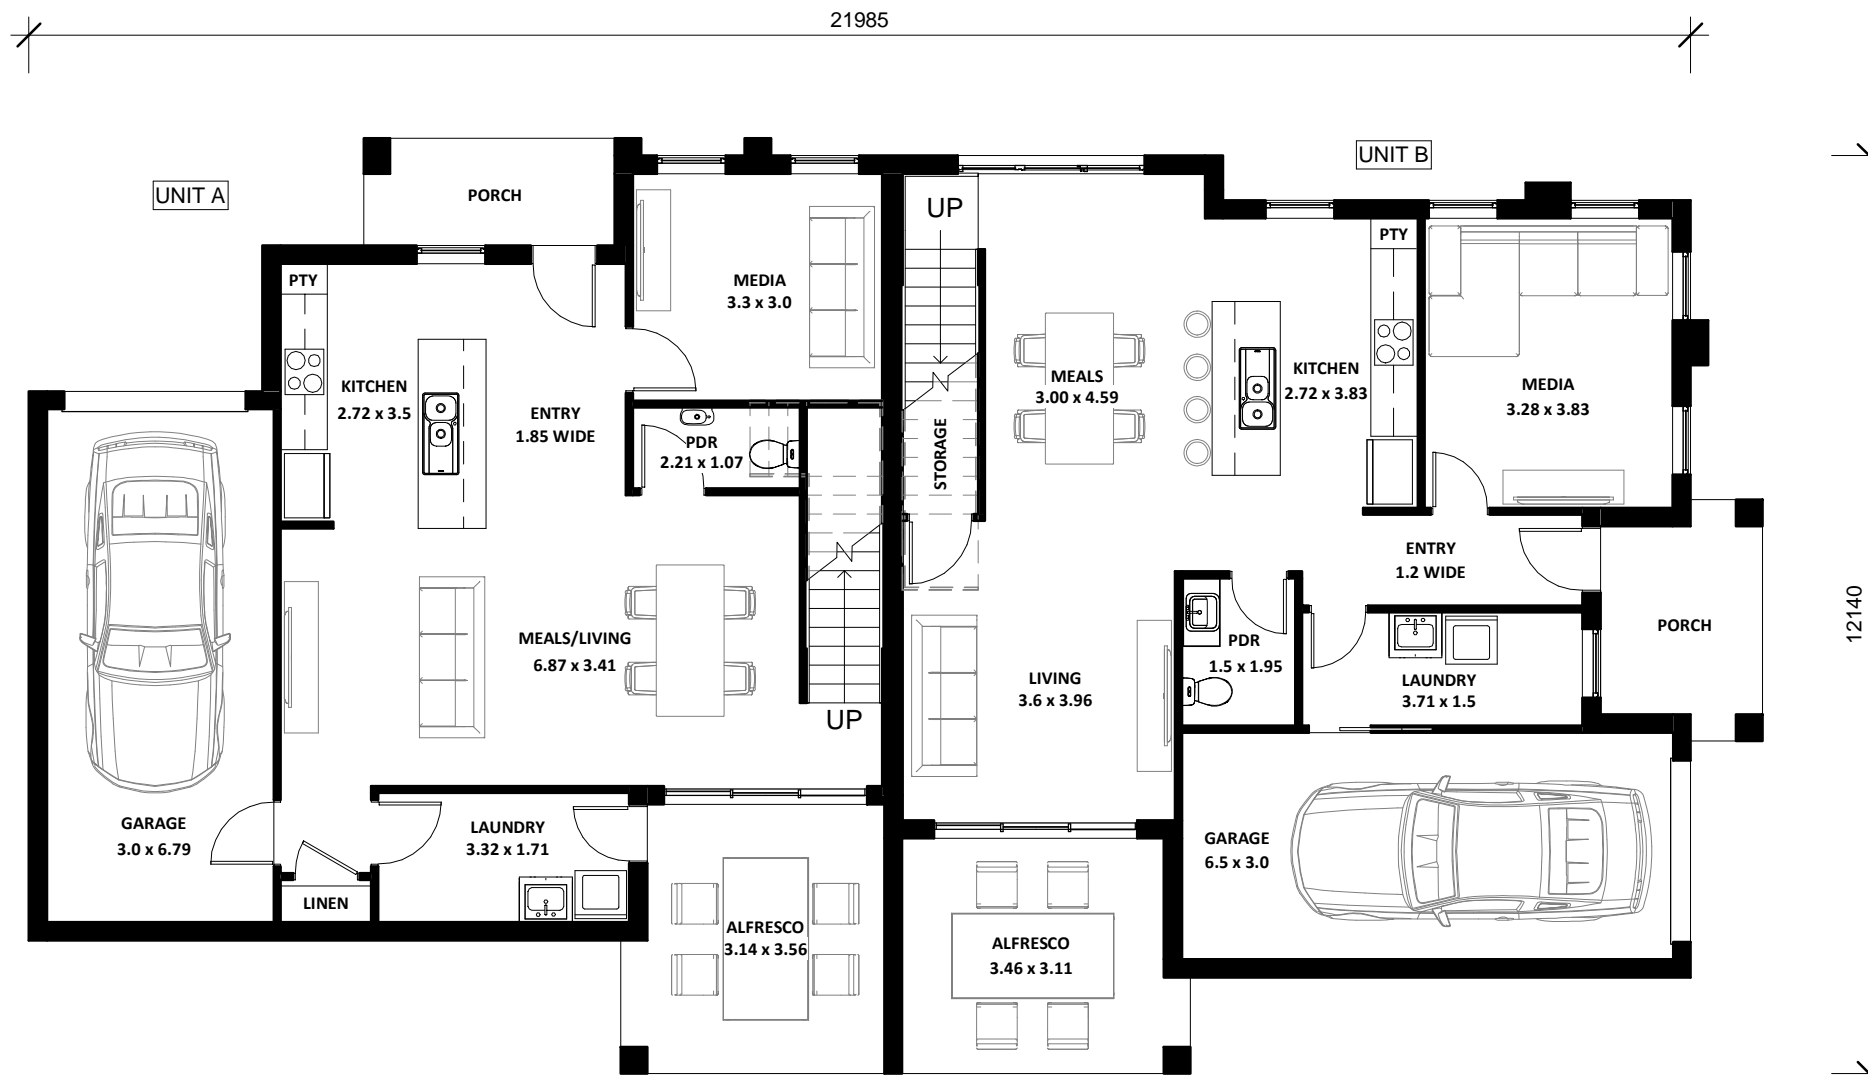 21985
UNIT B
UNIT A
PORCH
UP
PTY
PTY
MEDIA
3.3 x 3.0
KITCHEN
2.72 x 3.5
ENTRY
1.85 WIDE
MEALS
3.00 x 4.59
KITCHEN
2.72 x 3.83
MEDIA
3.28 x 3.83
PDR
2.21 x 1.07
STORAGE
ENTRY
1.2 WIDE
MEALS/LIVING
6.87 x 3.41
PDR
1.5 x 1.95
PORCH
12140
LIVING
3.6 x 3.96
LAUNDRY
3.71 x 1.5
UP
GARAGE
3.0 x 6.79
LAUNDRY
3.32 x 1.71
GARAGE
6.5 x 3.0
LINEN
ALFRESCO
3.14 x 3.56
ALFRESCO
3.46 x 3.11